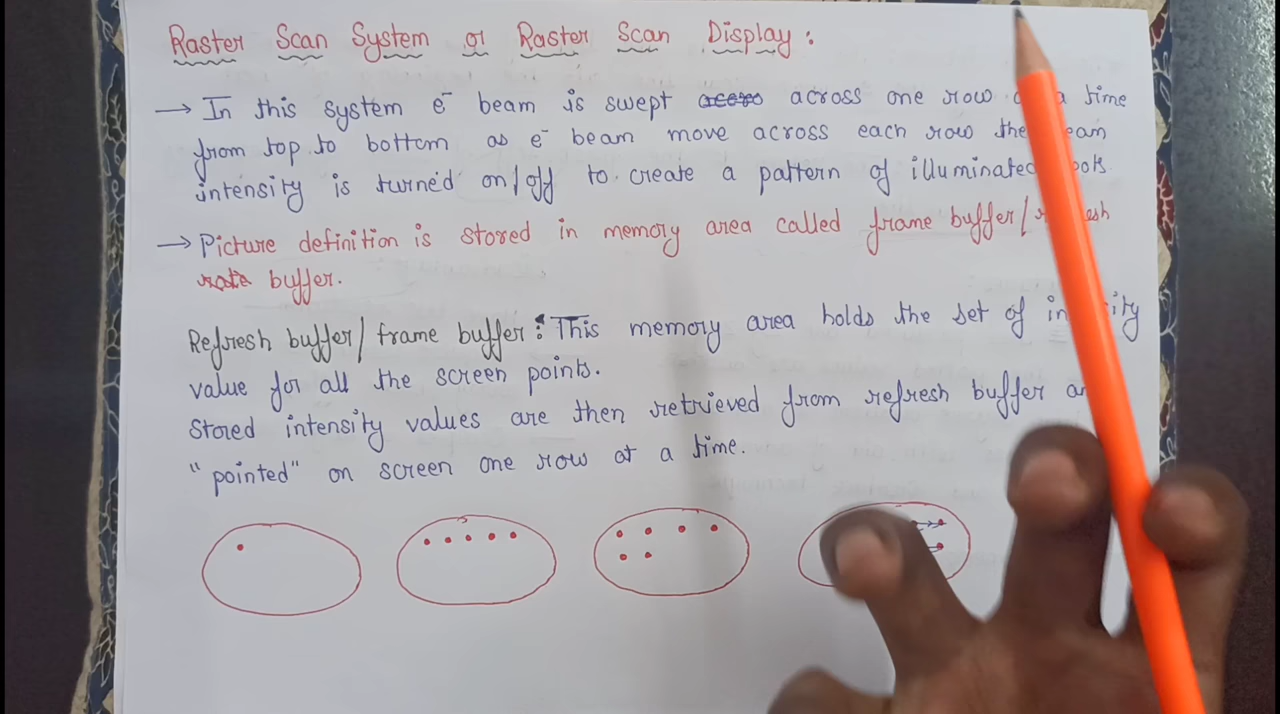 Raster Scan System or Raster Scan Display :
→ In this system e⁻ beam is swept across one row a time
from top to bottom as e⁻ beam move across each row the
intensity is turned on/off to create a pattern of illuminated
→ Picture definition is stored in memory area called frame buffer/
buffer.
Refresh buffer/ frame buffer : This memory area holds the set of
value for all the screen points.
Stored intensity values are then retrieved from refresh buffer
"pointed" on screen one row at a time.